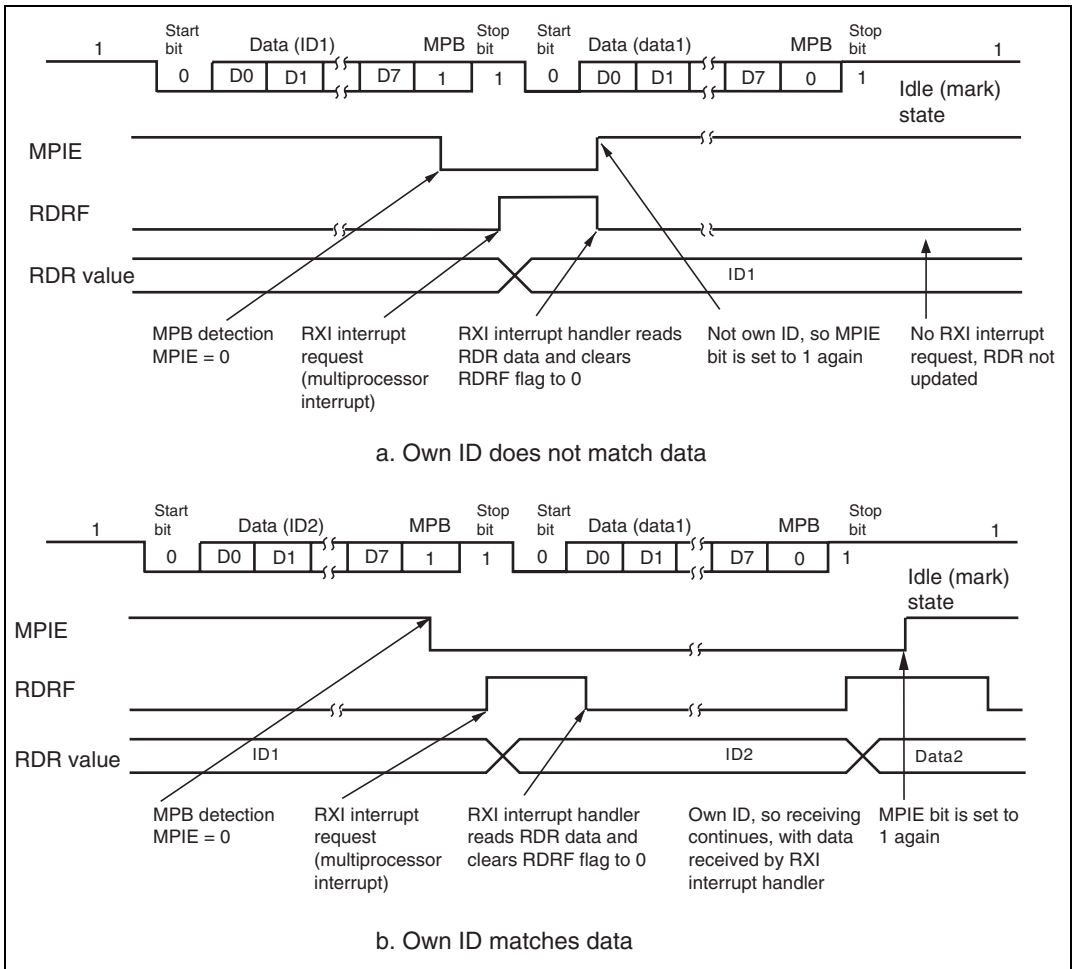 1
Start bit
Data (ID1)
MPB
Stop bit
Start bit
Data (data1)
MPB
Stop bit
1
0 D0 D1 D7 1 1 0 D0 D1 D7 0 1
Idle (mark)
state
MPIE
RDRF
RDR value
ID1
MPB detection
MPIE = 0
RXI interrupt
request
(multiprocessor
interrupt)
RXI interrupt handler reads
RDR data and clears
RDRF flag to 0
Not own ID, so MPIE
bit is set to 1 again
No RXI interrupt
request, RDR not
updated
a. Own ID does not match data
1
Start bit
Data (ID2)
MPB
Stop bit
Start bit
Data (data1)
MPB
Stop bit
1
0 D0 D1 D7 1 1 0 D0 D1 D7 0 1
Idle (mark)
state
MPIE
RDRF
RDR value
ID1
ID2
Data2
MPB detection
MPIE = 0
RXI interrupt
request
(multiprocessor
interrupt)
RXI interrupt handler
reads RDR data and
clears RDRF flag to 0
Own ID, so receiving
continues, with data
received by RXI
interrupt handler
MPIE bit is set to
1 again
b. Own ID matches data